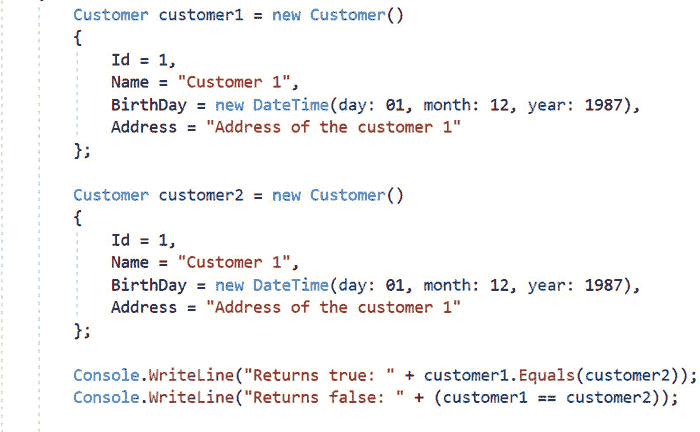 Customer customer1 = new Customer()
{
Id = 1,
Name = "Customer 1",
BirthDay = new DateTime(day: 01, month: 12, year: 1987),
Address = "Address of the customer 1"
};
Customer customer2 = new Customer()
{
Id = 1,
Name = "Customer 1",
BirthDay = new DateTime(day: 01, month: 12, year: 1987),
Address = "Address of the customer 1"
};
Console.WriteLine("Returns true: " + customer1.Equals(customer2));
Console.WriteLine("Returns false: " + (customer1 == customer2));